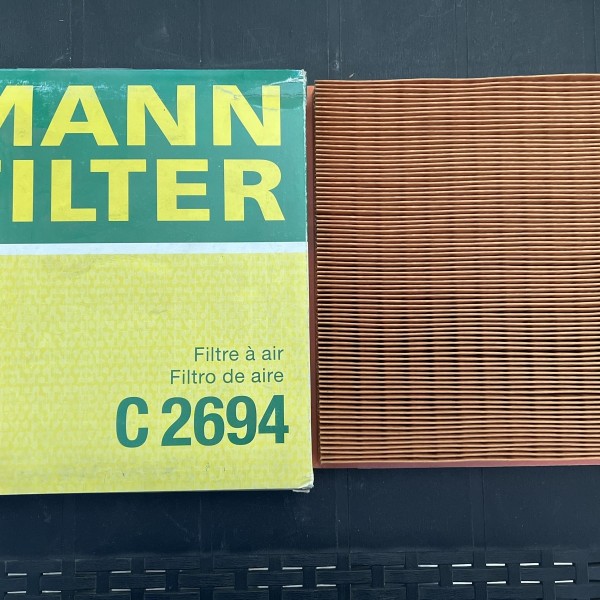 MANN
FILTER
Filtre à air
Filtro de aire
C 2694